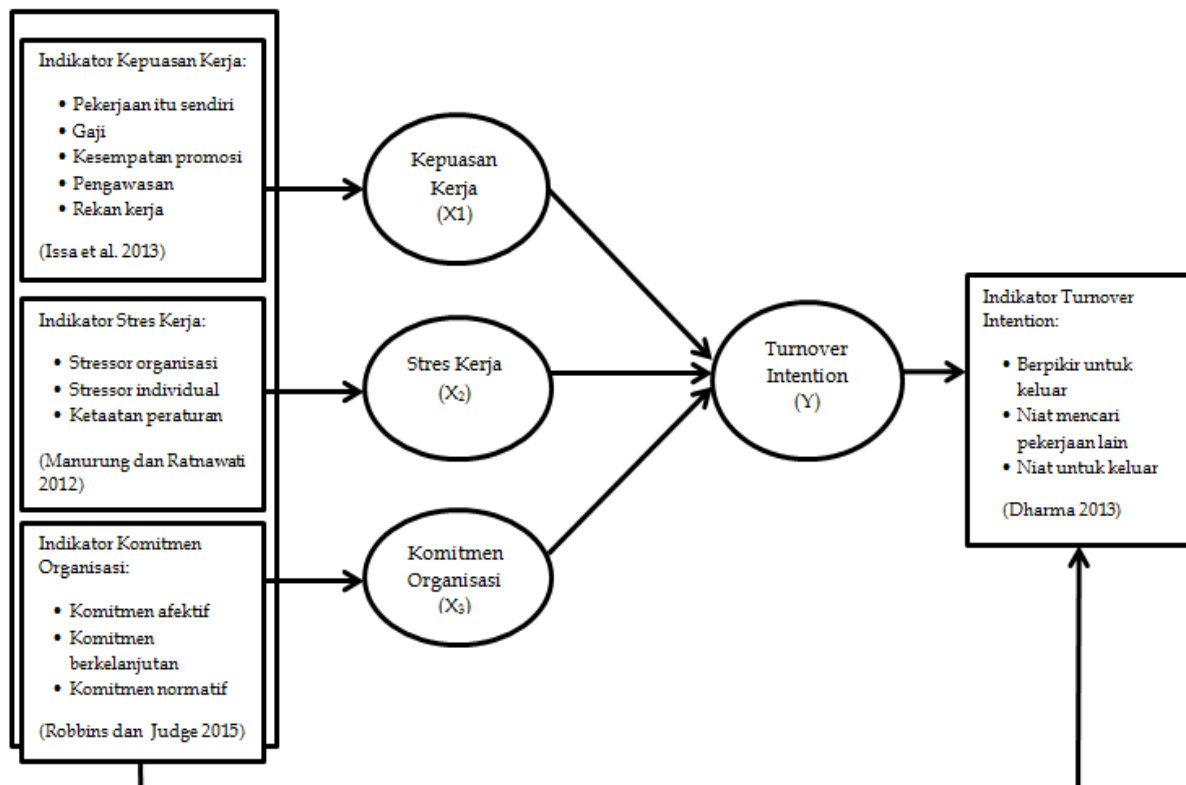 Indikator Kepuasan Kerja:
• Pekerjaan itu sendiri
• Gaji
• Kesempatan promosi
• Pengawasan
• Rekan kerja
(Issa et al. 2013)
Indikator Stres Kerja:
• Stressor organisasi
• Stressor individual
• Ketaatan peraturan
(Manurung dan Ratnawati
2012)
Indikator Komitmen
Organisasi:
• Komitmen afektif
• Komitmen
berkelanjutan
• Komitmen normatif
(Robbins dan Judge 2015)
Kepuasan
Kerja
(X1)
Stres Kerja
(X₂)
Komitmen
Organisasi
(X₃)
Turnover
Intention
(Y)
Indikator Turnover
Intention:
• Berpikir untuk
keluar
• Niat mencari
pekerjaan lain
• Niat untuk keluar
(Dharma 2013)